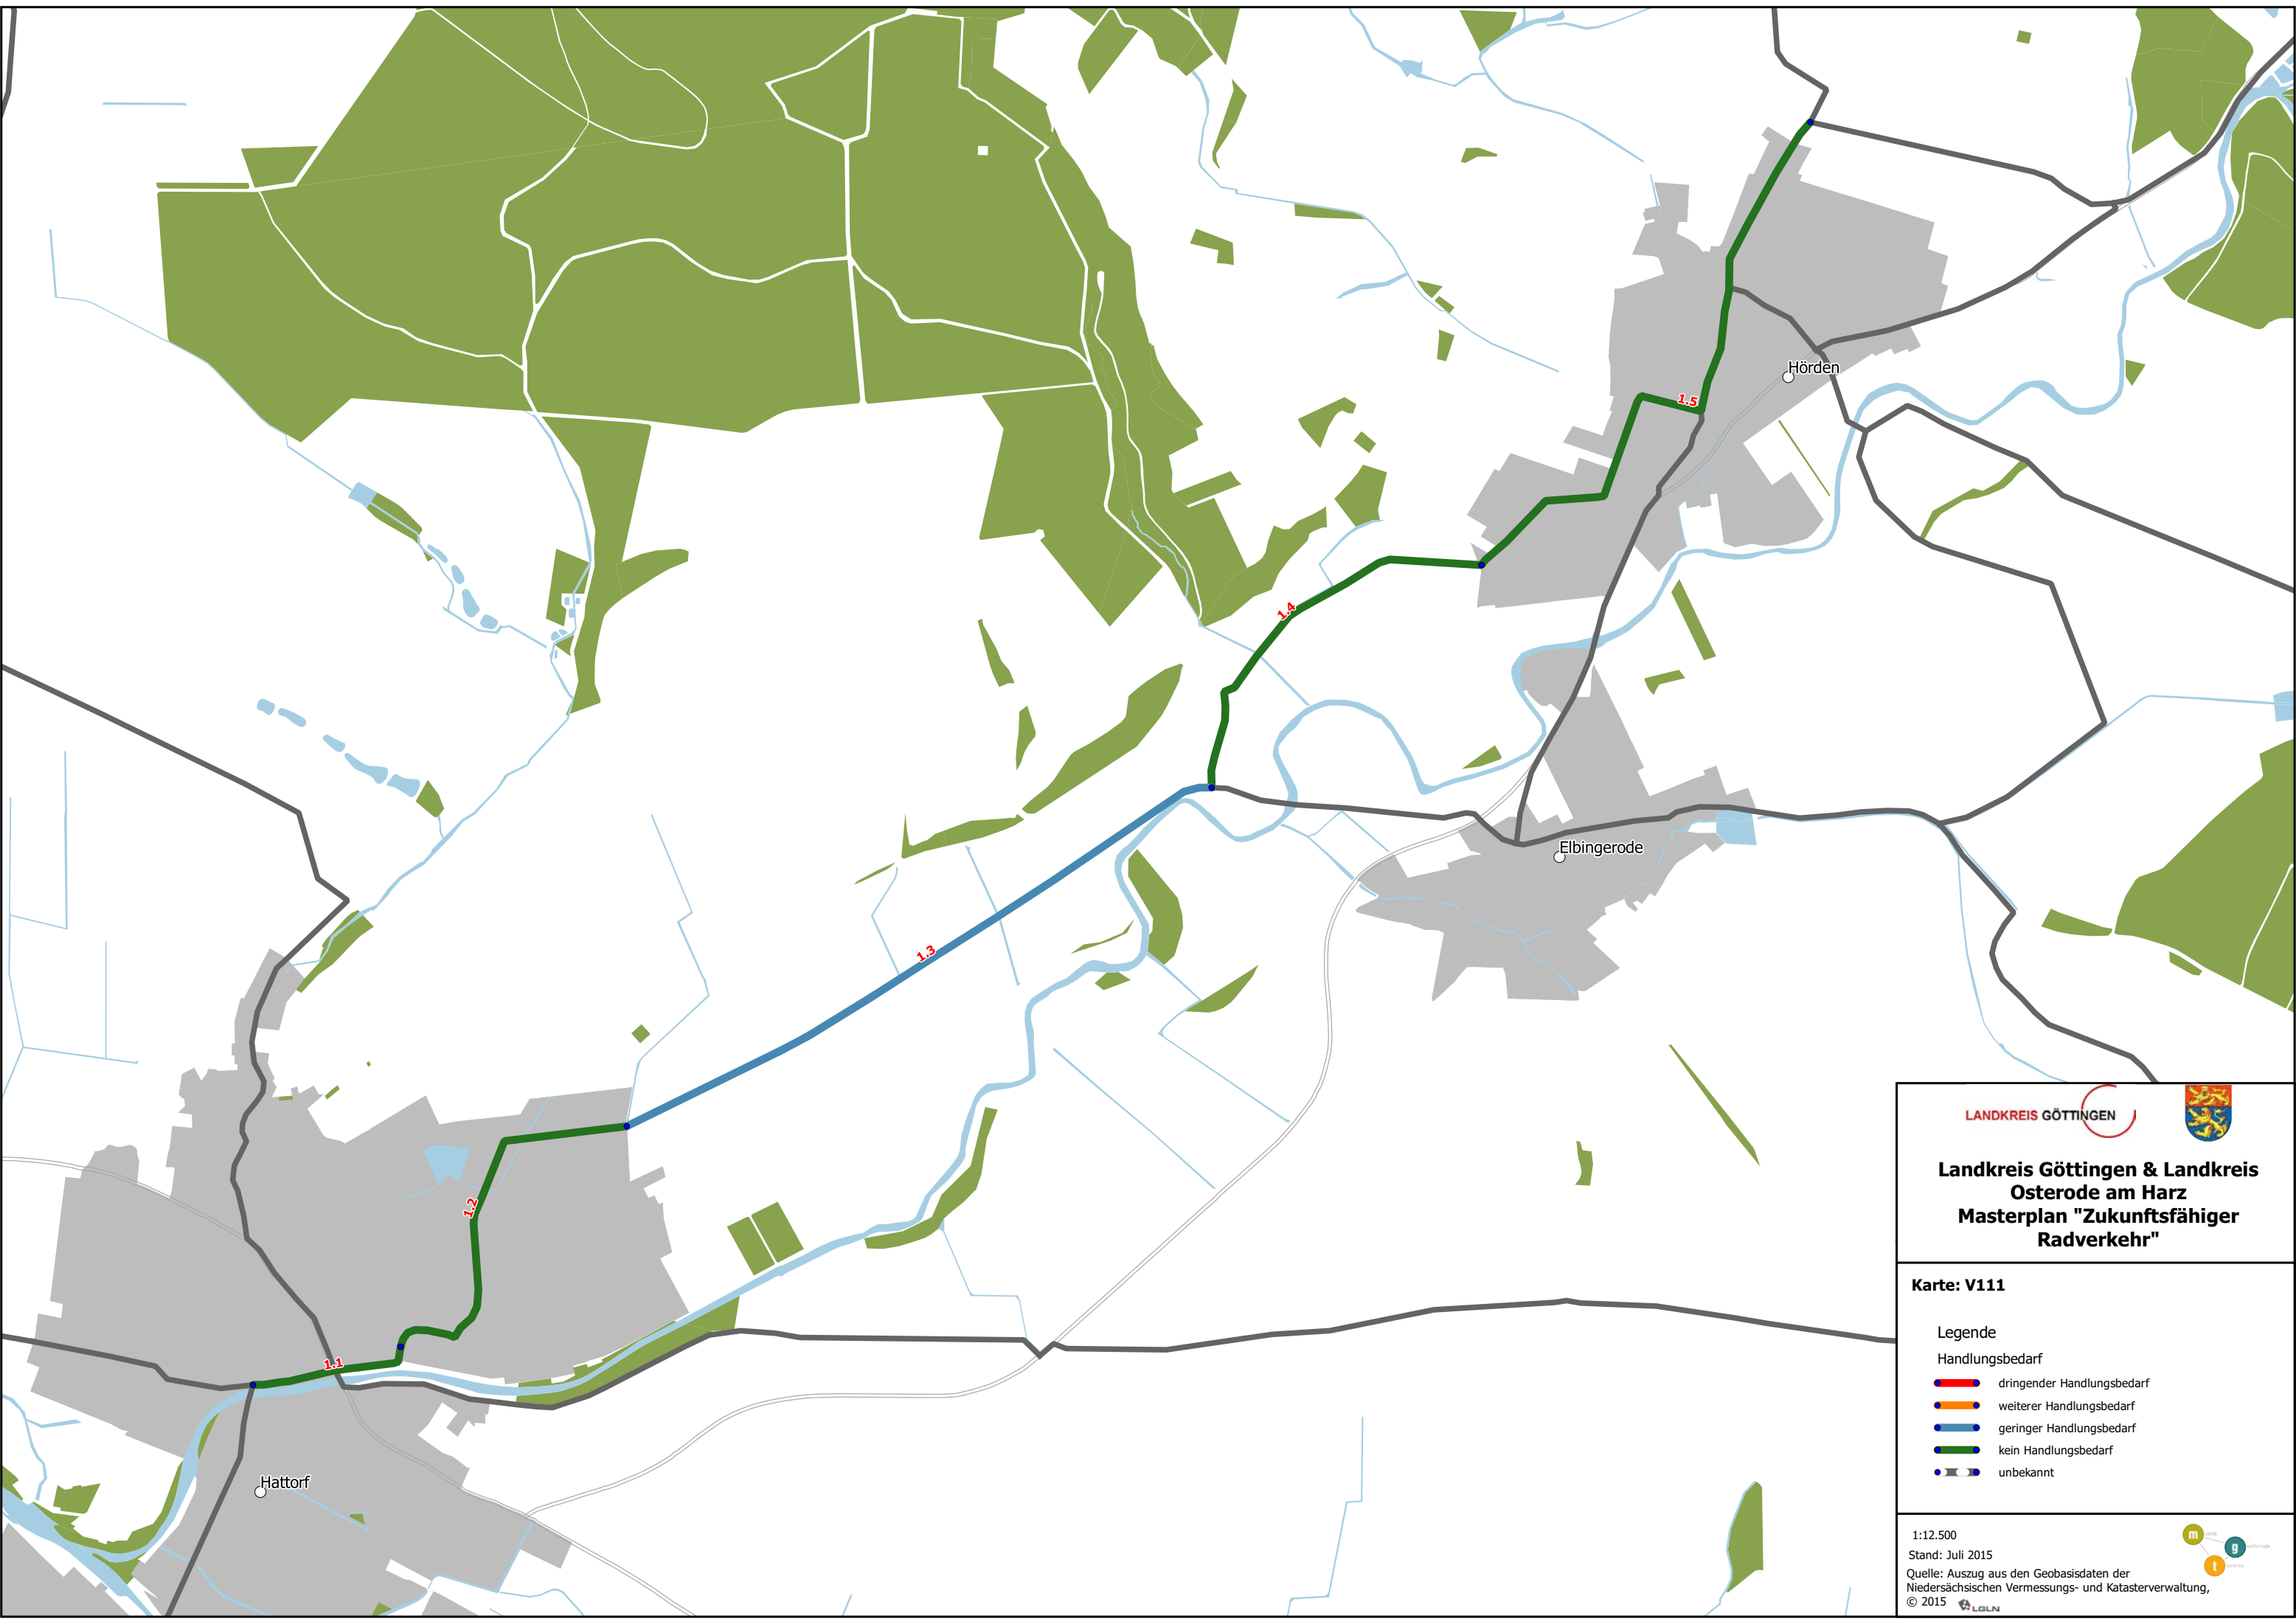 1.5
Hörden
1.4
Elbingerode
1.3
1.2
1.1
Hattorf
LANDKREIS GÖTTINGEN
Landkreis Göttingen & Landkreis
Osterode am Harz
Masterplan "Zukunftsfähiger
Radverkehr"
Karte: V111
Legende
Handlungsbedarf
dringender Handlungsbedarf
weiterer Handlungsbedarf
geringer Handlungsbedarf
kein Handlungsbedarf
unbekannt
1:12.500
Stand: Juli 2015
Quelle: Auszug aus den Geobasisdaten der
Niedersächsischen Vermessungs- und Katasterverwaltung,
© 2015 LGLN
m
g
t